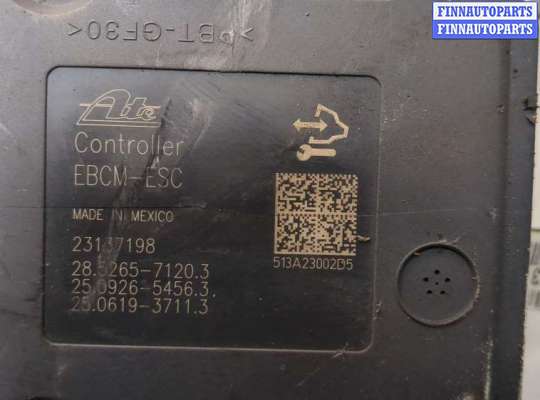 FINNAUTOPARTS
FINNAUTOPARTS
>PBT-GF30<
Ate
Controller
EBCM-ESC
MADE IN MEXICO
23137198
28.5265-7120.3
25.0926-5456.3
25.0619-3711.3
513A23002D5